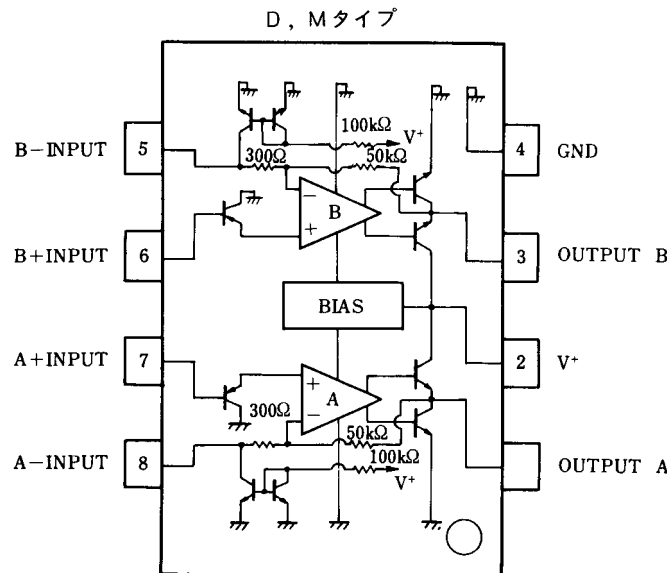 D, Mタイプ
100kΩ
V⁺
B−INPUT
5
300Ω
50kΩ
4
GND
−
B
+
B+INPUT
6
3
OUTPUT B
BIAS
A+INPUT
7
2
V⁺
+
A
−
300Ω
50kΩ
A−INPUT
8
100kΩ
V⁺
OUTPUT A